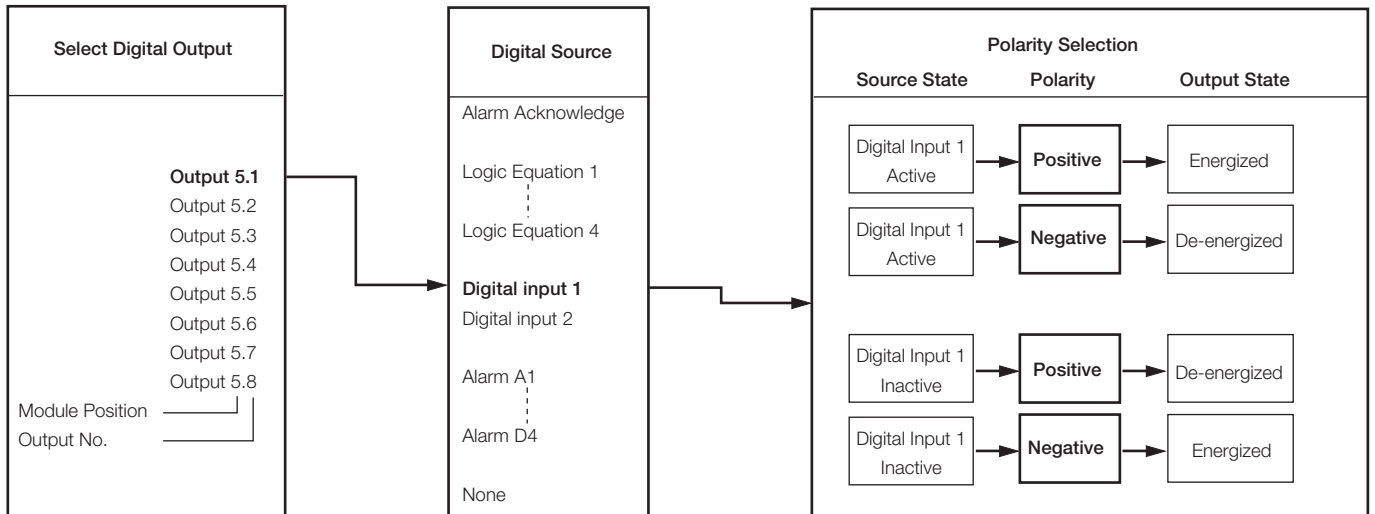 Select Digital Output
Output 5.1
Output 5.2
Output 5.3
Output 5.4
Output 5.5
Output 5.6
Output 5.7
Output 5.8
Module Position
Output No.
Digital Source
Alarm Acknowledge
Logic Equation 1
Logic Equation 4
Digital input 1
Digital input 2
Alarm A1
Alarm D4
None
Polarity Selection
Source State Polarity Output State
Digital Input 1
Active
Positive
Energized
Digital Input 1
Active
Negative
De-energized
Digital Input 1
Inactive
Positive
De-energized
Digital Input 1
Inactive
Negative
Energized